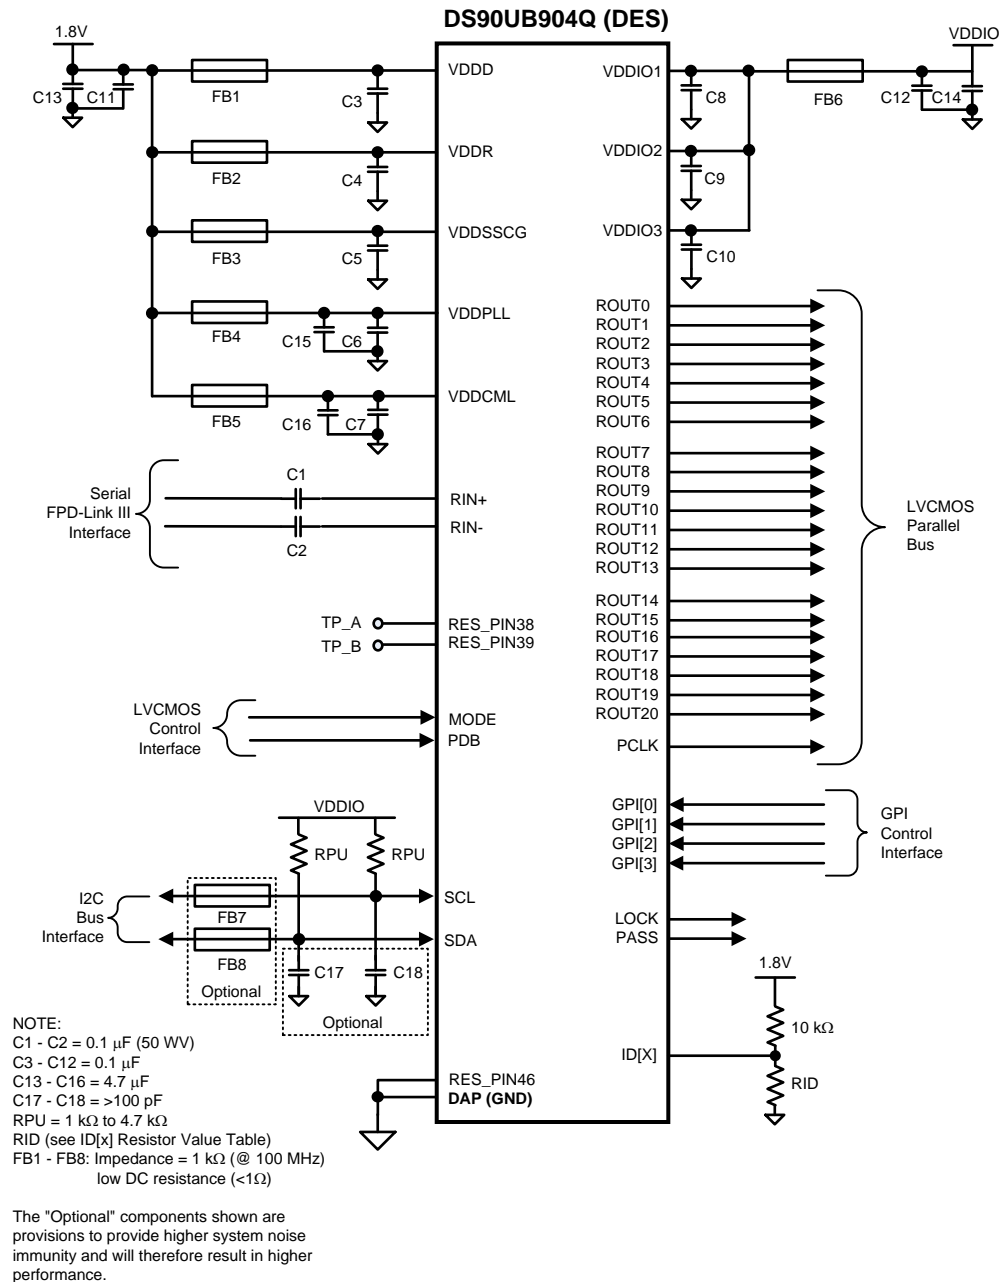 DS90UB904Q (DES)
1.8V
VDDIO
C13
C11
FB1
C3
VDDD
VDDIO1
C8
FB6
C12
C14
FB2
C4
VDDR
VDDIO2
C9
FB3
C5
VDDSSCG
VDDIO3
C10
FB4
C15
C6
VDDPLL
FB5
C16
C7
VDDCML
ROUT0
ROUT1
ROUT2
ROUT3
ROUT4
ROUT5
ROUT6
ROUT7
ROUT8
ROUT9
ROUT10
ROUT11
ROUT12
ROUT13
ROUT14
ROUT15
ROUT16
ROUT17
ROUT18
ROUT19
ROUT20
PCLK
LVCMOS
Parallel
Bus
Serial
FPD-Link III
Interface
C1
C2
RIN+
RIN-
TP_A
TP_B
RES_PIN38
RES_PIN39
LVCMOS
Control
Interface
MODE
PDB
GPI[0]
GPI[1]
GPI[2]
GPI[3]
GPI
Control
Interface
VDDIO
RPU
RPU
I2C
Bus
Interface
FB7
FB8
Optional
SCL
SDA
C17
C18
Optional
LOCK
PASS
1.8V
10 kΩ
ID[X]
RID
RES_PIN46
DAP (GND)
NOTE:
C1 - C2 = 0.1 μF (50 WV)
C3 - C12 = 0.1 μF
C13 - C16 = 4.7 μF
C17 - C18 = >100 pF
RPU = 1 kΩ to 4.7 kΩ
RID (see ID[x] Resistor Value Table)
FB1 - FB8: Impedance = 1 kΩ (@ 100 MHz)
low DC resistance (<1Ω)
The "Optional" components shown are
provisions to provide higher system noise
immunity and will therefore result in higher
performance.